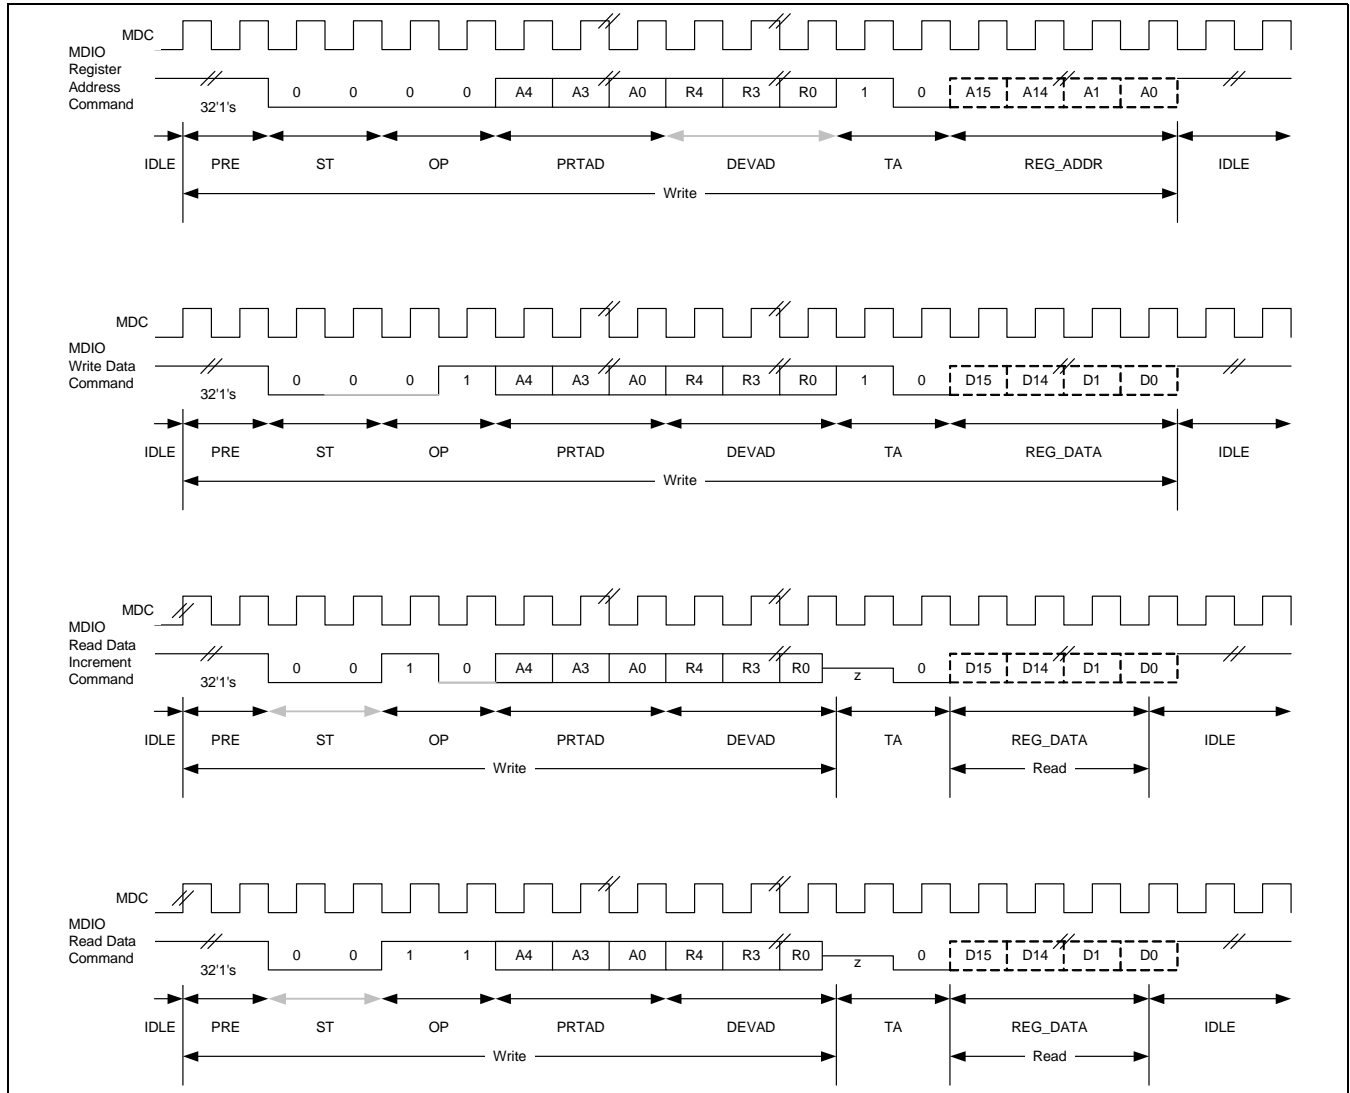 MDC
MDIO
Register
Address
Command
32'1's 0 0 0 0 A4 A3 A0 R4 R3 R0 1 0 A15 A14 A1 A0
IDLE PRE ST OP PRTAD DEVAD TA REG_ADDR IDLE
Write
MDC
MDIO
Write Data
Command
32'1's 0 0 0 1 A4 A3 A0 R4 R3 R0 1 0 D15 D14 D1 D0
IDLE PRE ST OP PRTAD DEVAD TA REG_DATA IDLE
Write
MDC
MDIO
Read Data
Increment
Command
32'1's 0 0 1 0 A4 A3 A0 R4 R3 R0 z 0 D15 D14 D1 D0
IDLE PRE ST OP PRTAD DEVAD TA REG_DATA IDLE
Write Read
MDC
MDIO
Read Data
Command
32'1's 0 0 1 1 A4 A3 A0 R4 R3 R0 z 0 D15 D14 D1 D0
IDLE PRE ST OP PRTAD DEVAD TA REG_DATA IDLE
Write Read